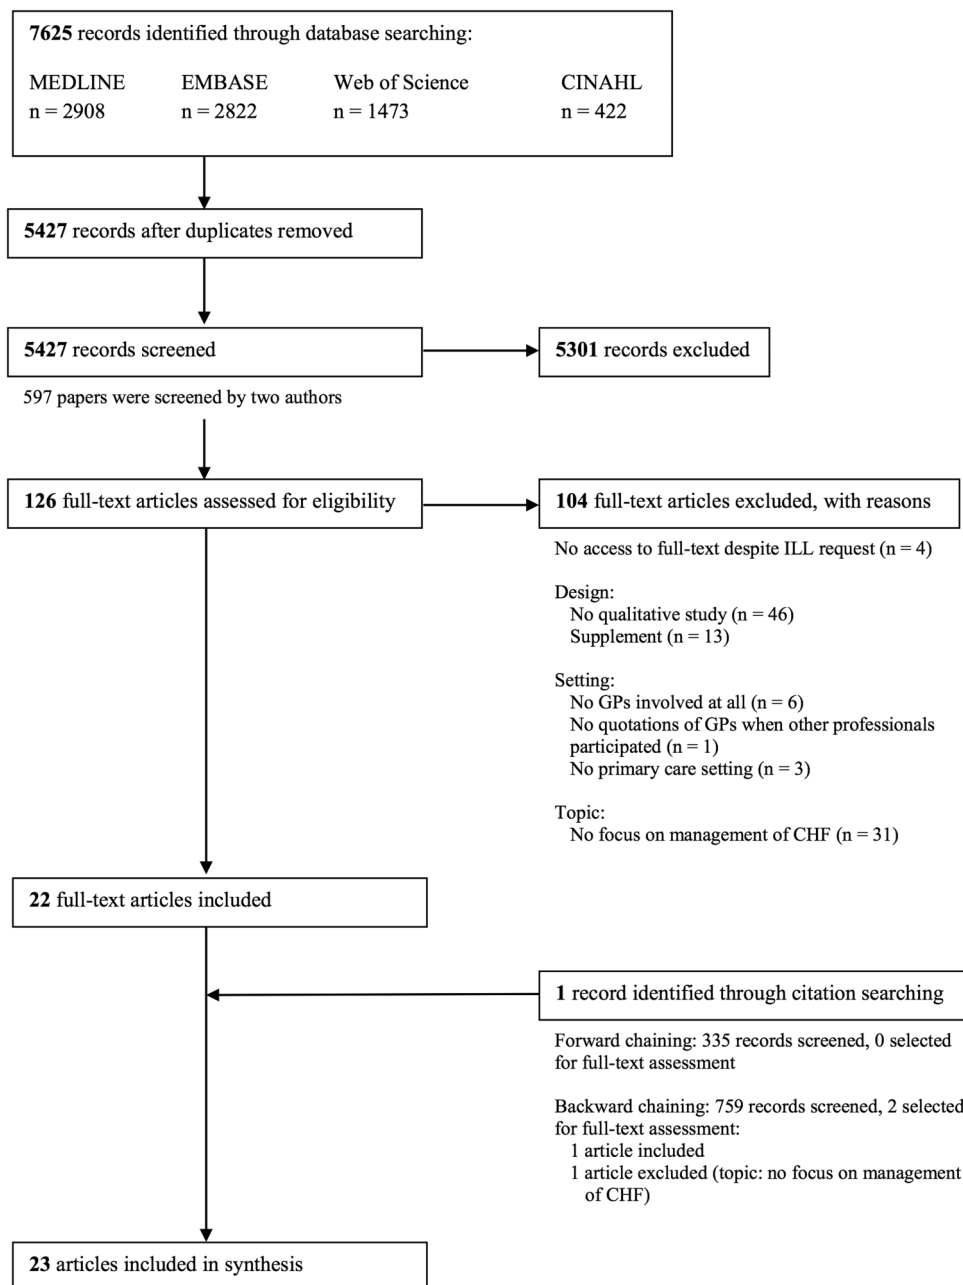 7625 records identified through database searching:
MEDLINE EMBASE Web of Science CINAHL
n = 2908 n = 2822 n = 1473 n = 422
5427 records after duplicates removed
5427 records screened
5301 records excluded
597 papers were screened by two authors
126 full-text articles assessed for eligibility
104 full-text articles excluded, with reasons
No access to full-text despite ILL request (n = 4)
Design:
No qualitative study (n = 46)
Supplement (n = 13)
Setting:
No GPs involved at all (n = 6)
No quotations of GPs when other professionals
participated (n = 1)
No primary care setting (n = 3)
Topic:
No focus on management of CHF (n = 31)
22 full-text articles included
1 record identified through citation searching
Forward chaining: 335 records screened, 0 selected
for full-text assessment
Backward chaining: 759 records screened, 2 selected
for full-text assessment:
1 article included
1 article excluded (topic: no focus on management
of CHF)
23 articles included in synthesis